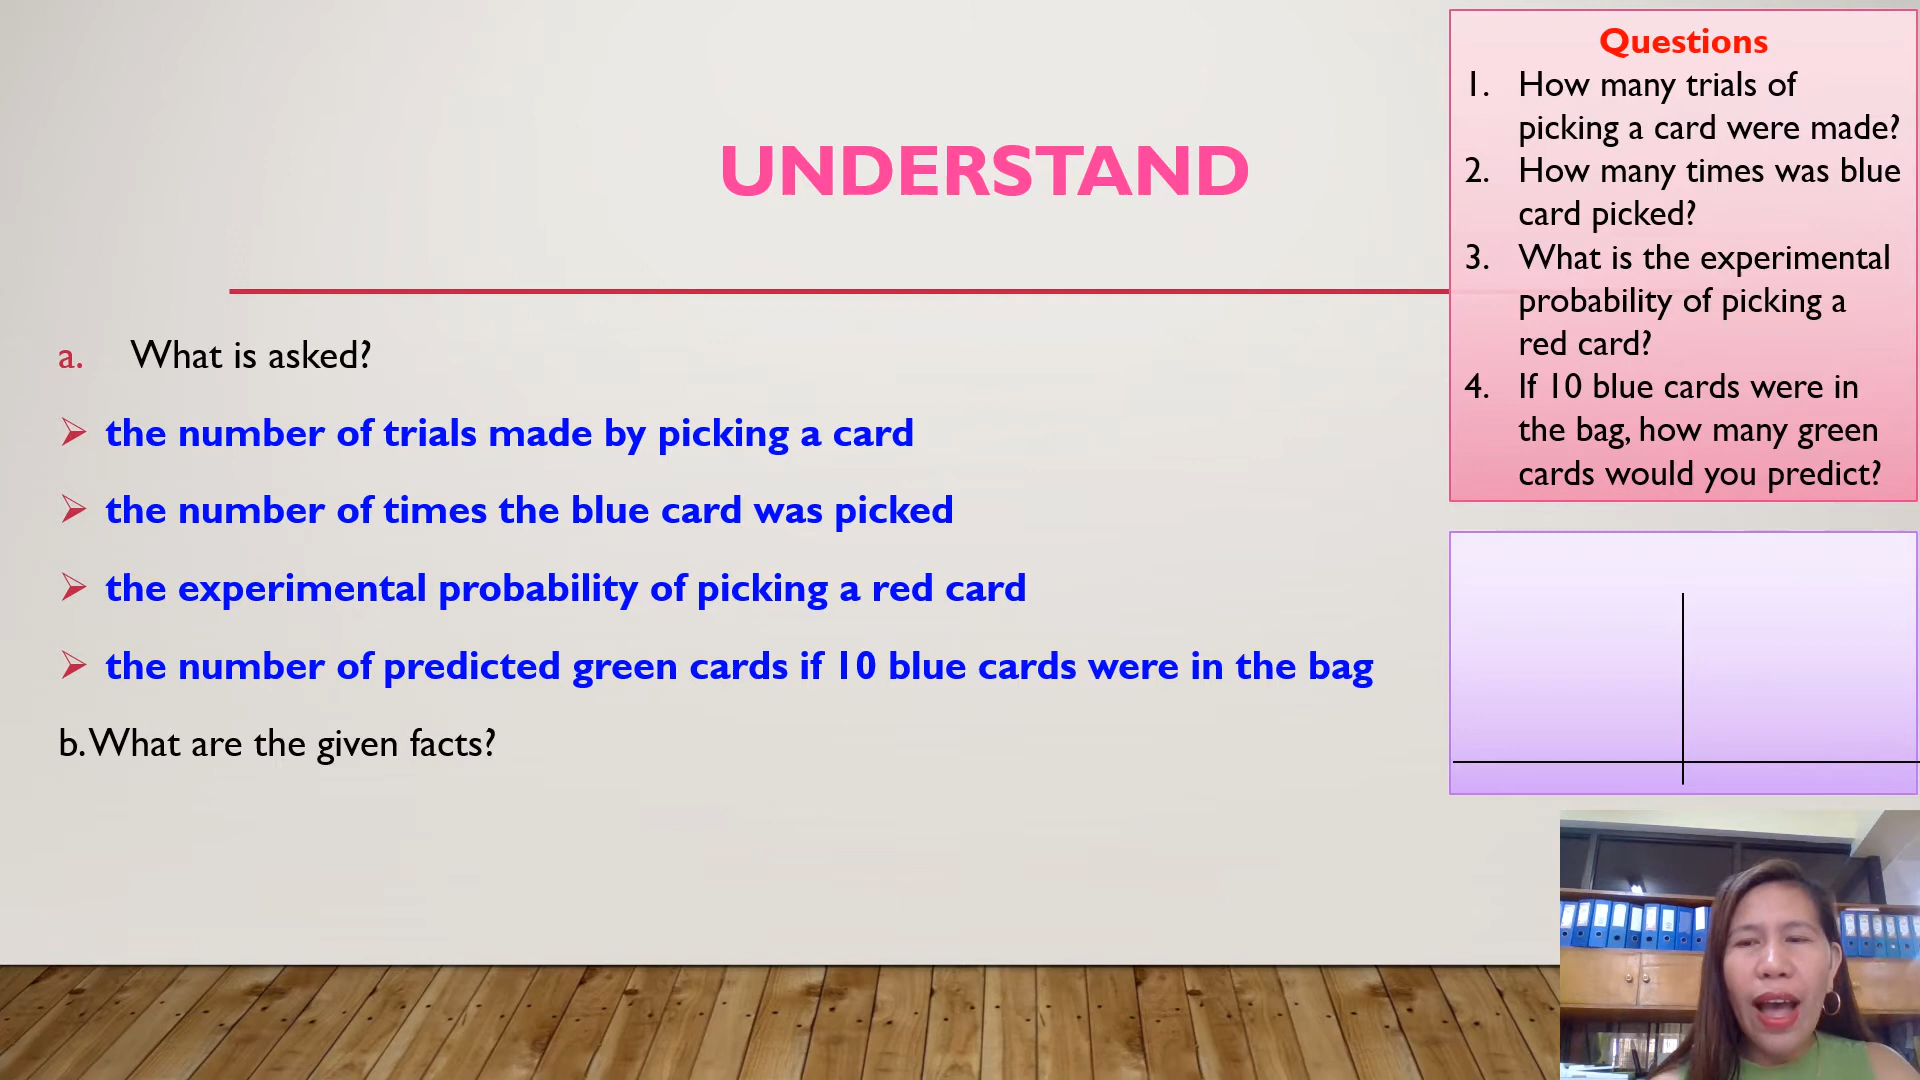 UNDERSTAND
a. What is asked?
➢ the number of trials made by picking a card
➢ the number of times the blue card was picked
➢ the experimental probability of picking a red card
➢ the number of predicted green cards if 10 blue cards were in the bag
b. What are the given facts?
Questions
1. How many trials of
picking a card were made?
2. How many times was blue
card picked?
3. What is the experimental
probability of picking a
red card?
4. If 10 blue cards were in
the bag, how many green
cards would you predict?